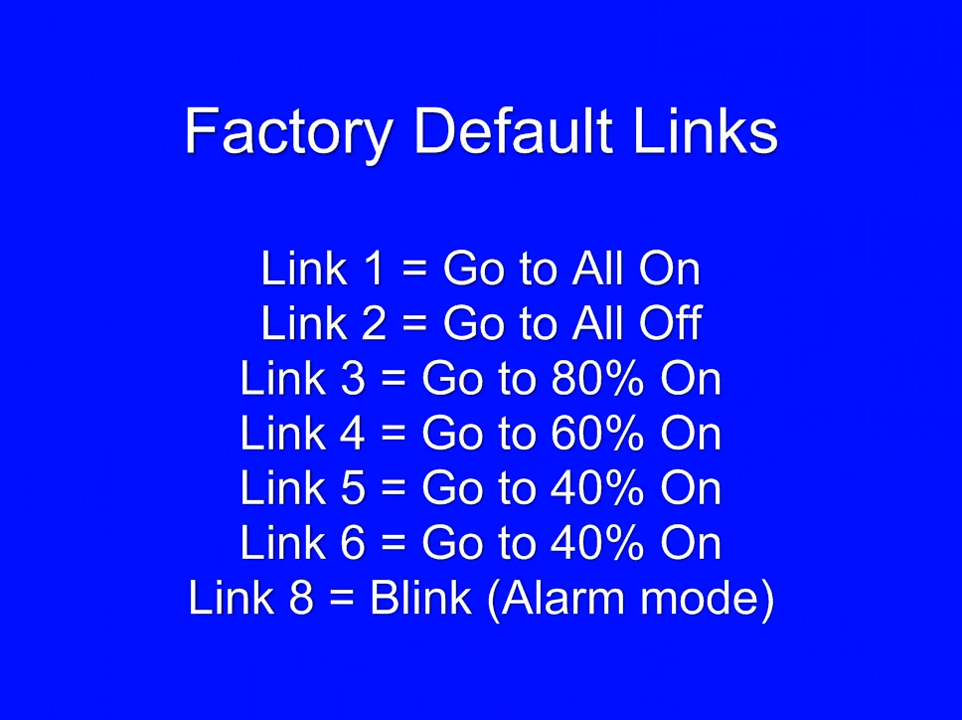 Factory Default Links
Link 1 = Go to All On
Link 2 = Go to All Off
Link 3 = Go to 80% On
Link 4 = Go to 60% On
Link 5 = Go to 40% On
Link 6 = Go to 40% On
Link 8 = Blink (Alarm mode)